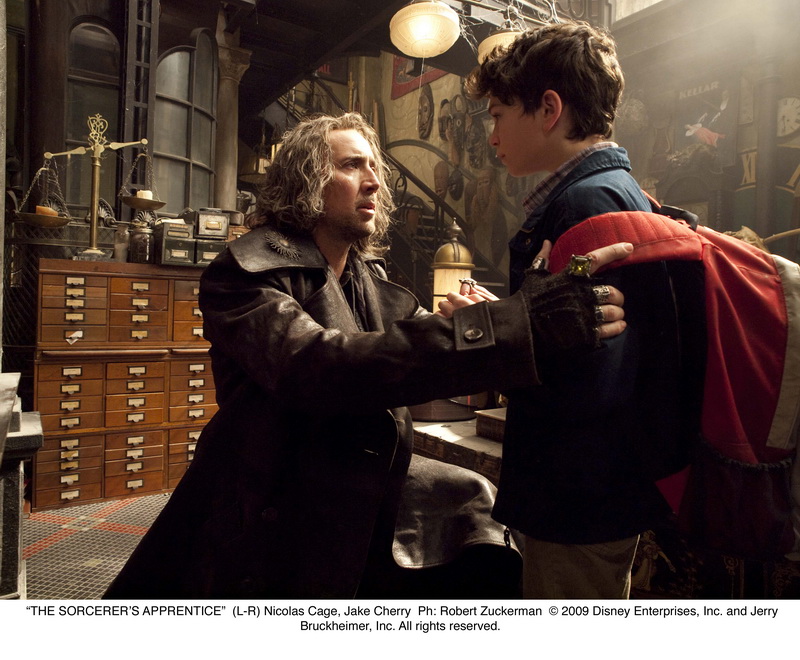 KELLAR
“THE SORCERER’S APPRENTICE”  (L-R) Nicolas Cage, Jake Cherry  Ph: Robert Zuckerman  © 2009 Disney Enterprises, Inc. and Jerry
Bruckheimer, Inc. All rights reserved.